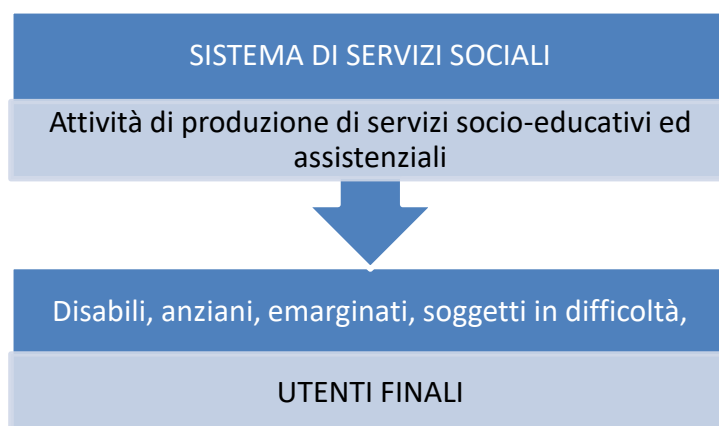 SISTEMA DI SERVIZI SOCIALI
Attività di produzione di servizi socio-educativi ed
assistenziali
Disabili, anziani, emarginati, soggetti in difficoltà,
UTENTI FINALI